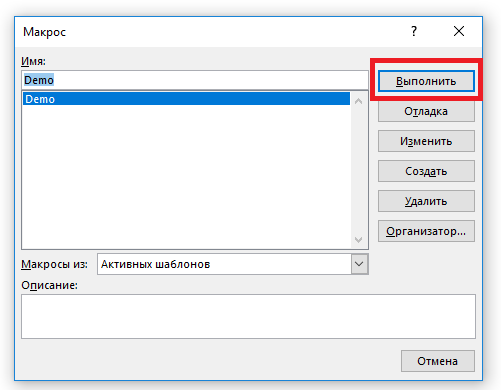 Макрос ?
Имя:
Demo
Demo
Выполнить
Отладка
Изменить
Создать
Удалить
Организатор...
Макросы из: Активных шаблонов
Описание:
Отмена